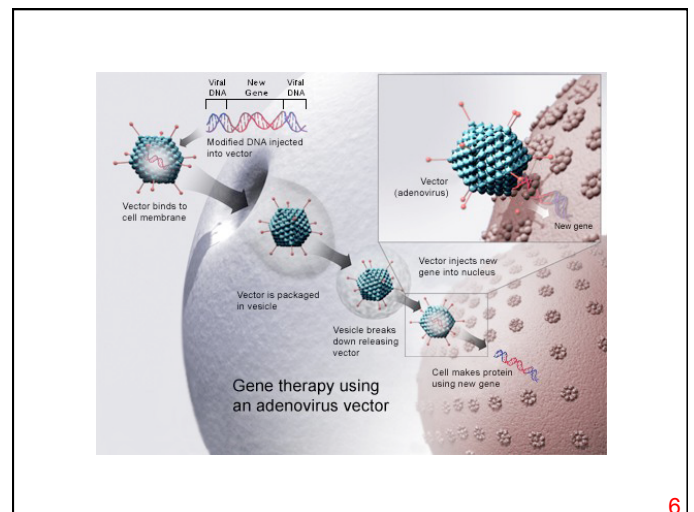 Viral DNA
New Gene
Viral DNA
Modified DNA injected
into vector
Vector binds to
cell membrane
Vector is packaged
in vesicle
Vesicle breaks
down releasing
vector
Vector
(adenovirus)
New gene
Vector injects new
gene into nucleus
Cell makes protein
using new gene
Gene therapy using
an adenovirus vector
6